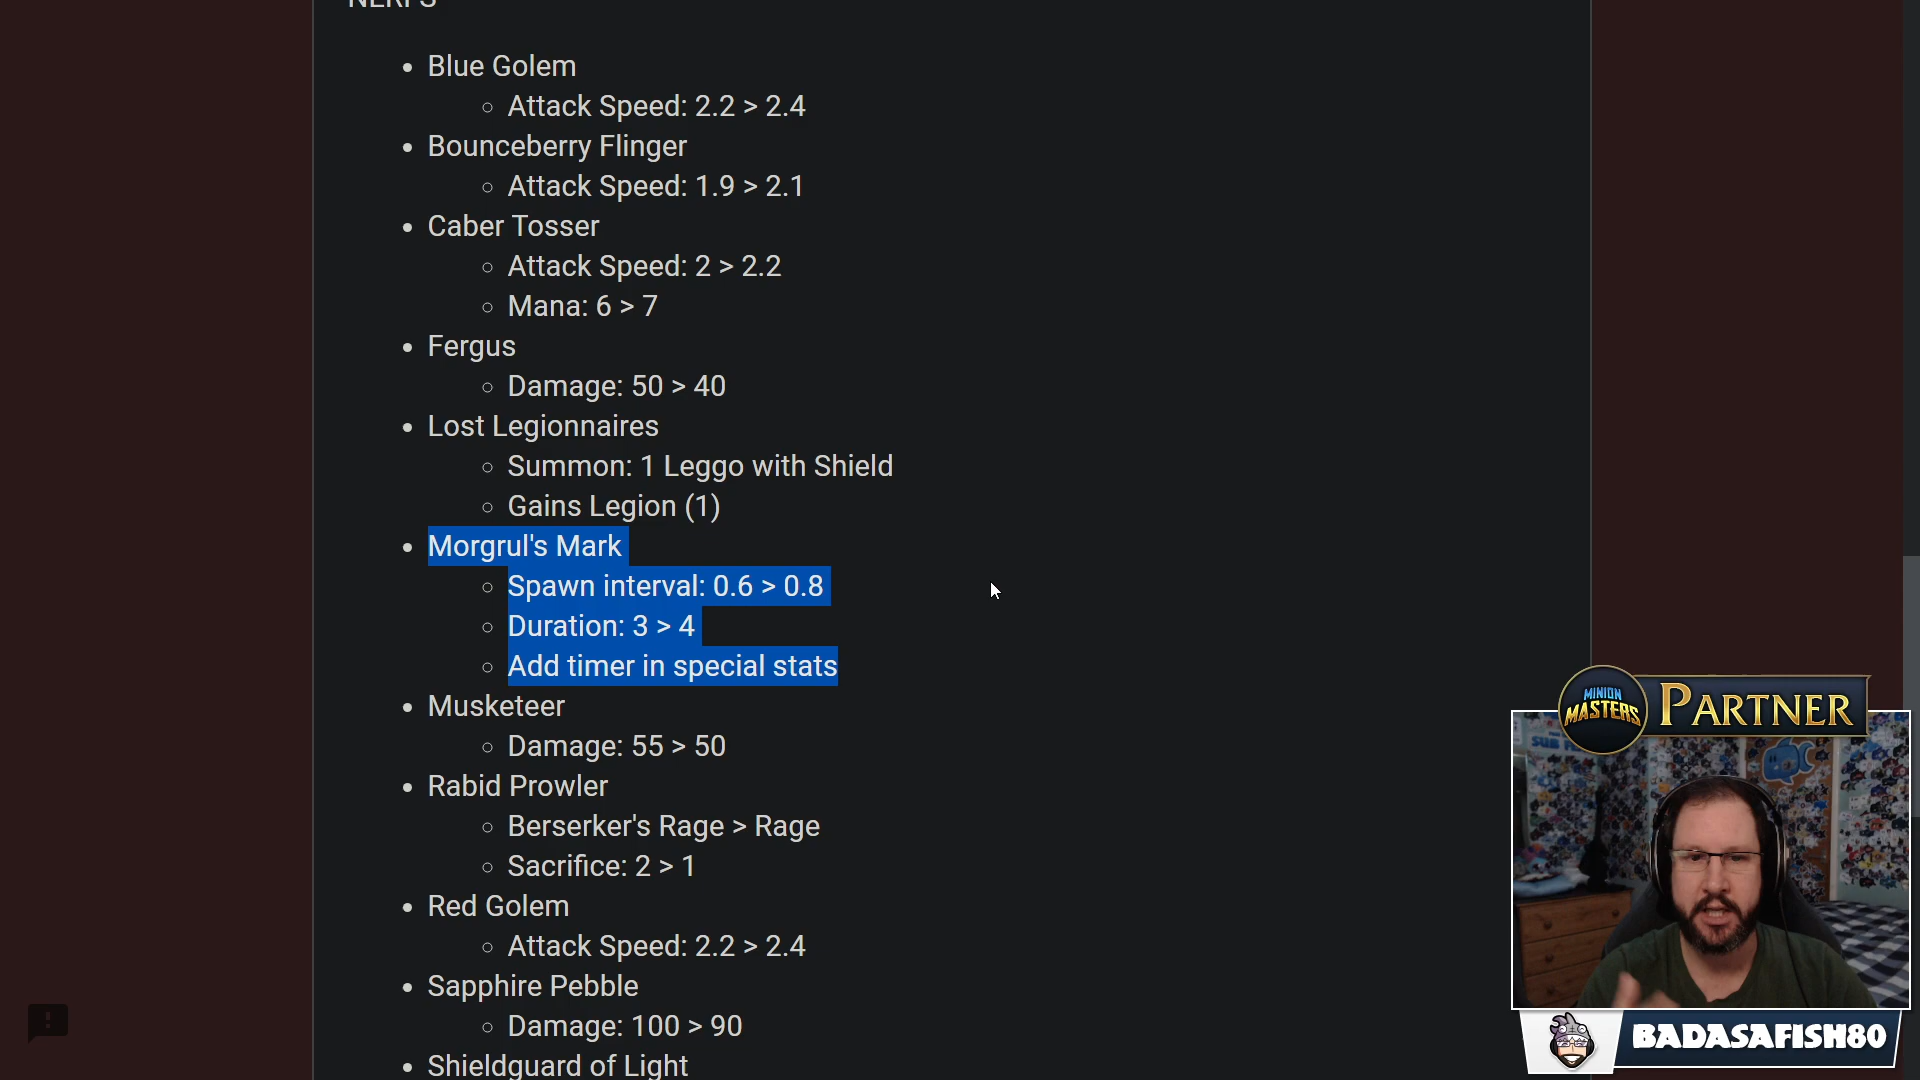 NERFS
Blue Golem
Attack Speed: 2.2 > 2.4
Bounceberry Flinger
Attack Speed: 1.9 > 2.1
Caber Tosser
Attack Speed: 2 > 2.2
Mana: 6 > 7
Fergus
Damage: 50 > 40
Lost Legionnaires
Summon: 1 Leggo with Shield
Gains Legion (1)
Morgrul's Mark
Spawn interval: 0.6 > 0.8
Duration: 3 > 4
Add timer in special stats
Musketeer
Damage: 55 > 50
Rabid Prowler
Berserker's Rage > Rage
Sacrifice: 2 > 1
Red Golem
Attack Speed: 2.2 > 2.4
Sapphire Pebble
Damage: 100 > 90
Shieldguard of Light
MINION
MASTERS
PARTNER
SUB
BADASAFISH80